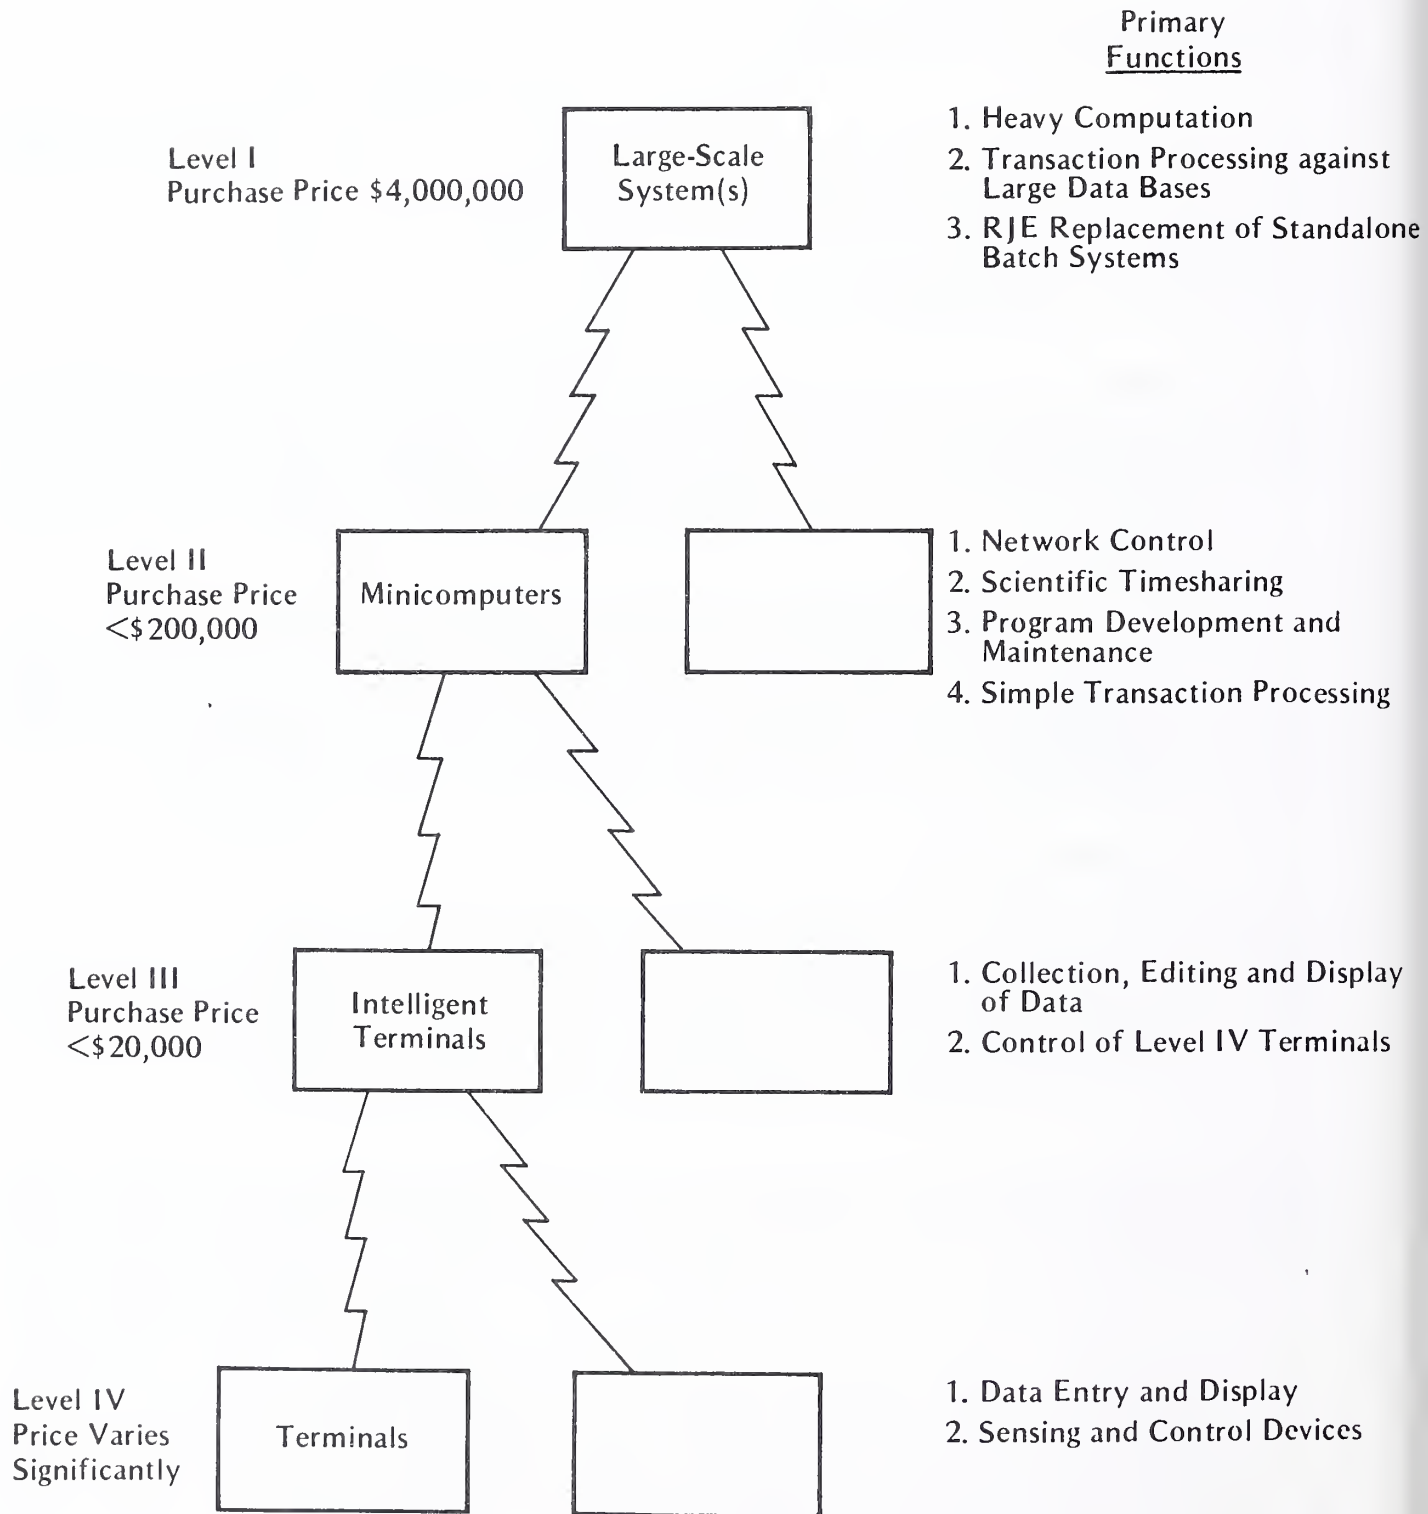 Primary
Functions
Level I
Purchase Price $4,000,000
Large-Scale
System(s)
1. Heavy Computation
2. Transaction Processing against
Large Data Bases
3. RJE Replacement of Standalone
Batch Systems
Level II
Purchase Price
<$200,000
Minicomputers
1. Network Control
2. Scientific Timesharing
3. Program Development and
Maintenance
4. Simple Transaction Processing
Level III
Purchase Price
<$20,000
Intelligent
Terminals
1. Collection, Editing and Display
of Data
2. Control of Level IV Terminals
Level IV
Price Varies
Significantly
Terminals
1. Data Entry and Display
2. Sensing and Control Devices